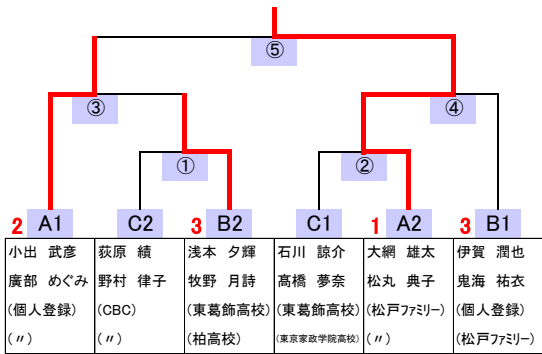 ⑤
③ ④
① ②
2 A1 C2 3 B2 C1 1 A2 3 B1
小出 武彦 荻原 績 浅本 夕輝 石川 諒介 大網 雄太 伊賀 潤也
廣部 めぐみ 野村 律子 牧野 月詩 髙橋 夢奈 松丸 典子 鬼海 祐衣
(個人登録) (CBC) (東葛飾高校) (東葛飾高校) (松戸ファミリー) (個人登録)
(〃) (〃) (柏高校) (東京家政学院高校) (〃) (松戸ファミリー)